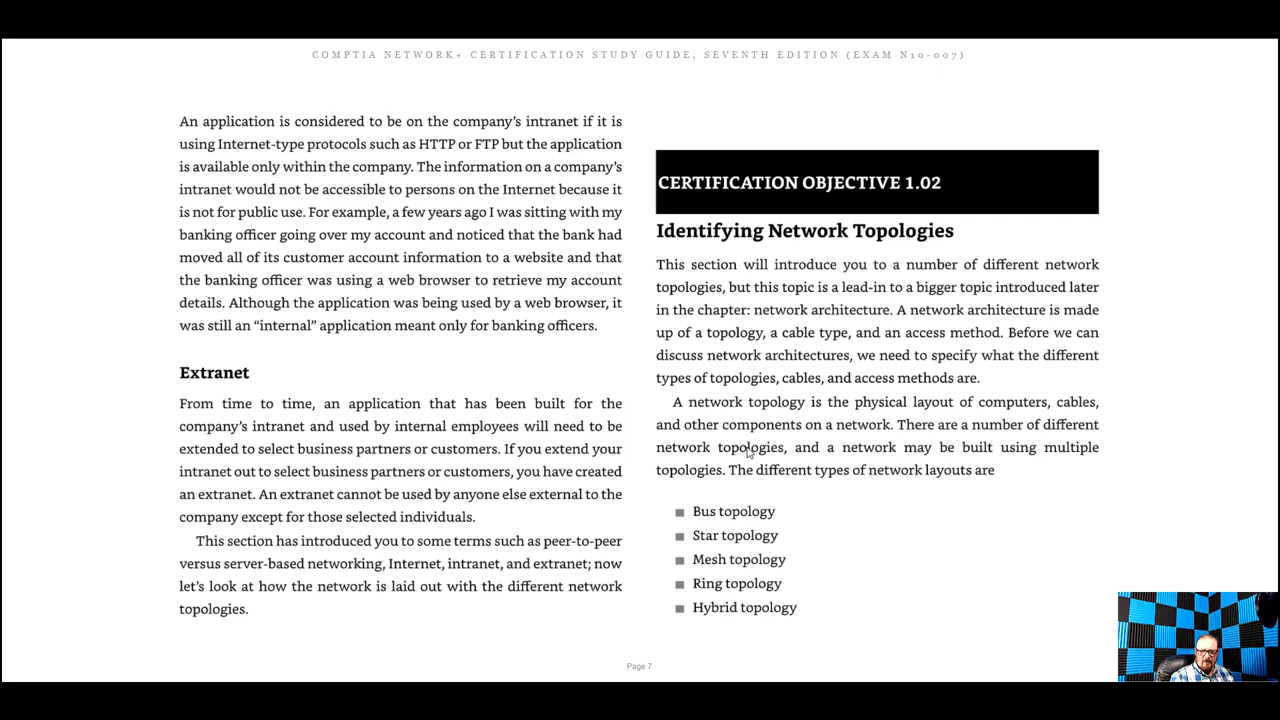 COMPTIA NETWORK+ CERTIFICATION STUDY GUIDE, SEVENTH EDITION (EXAM N10-007)
An application is considered to be on the company's intranet if it is
using Internet-type protocols such as HTTP or FTP but the application
is available only within the company. The information on a company's
intranet would not be accessible to persons on the Internet because it
is not for public use. For example, a few years ago I was sitting with my
banking officer going over my account and noticed that the bank had
moved all of its customer account information to a website and that
the banking officer was using a web browser to retrieve my account
details. Although the application was being used by a web browser, it
was still an “internal” application meant only for banking officers.
Extranet
From time to time, an application that has been built for the
company's intranet and used by internal employees will need to be
extended to select business partners or customers. If you extend your
intranet out to select business partners or customers, you have created
an extranet. An extranet cannot be used by anyone else external to the
company except for those selected individuals.
This section has introduced you to some terms such as peer-to-peer
versus server-based networking, Internet, intranet, and extranet; now
let's look at how the network is laid out with the different network
topologies.
CERTIFICATION OBJECTIVE 1.02
Identifying Network Topologies
This section will introduce you to a number of different network
topologies, but this topic is a lead-in to a bigger topic introduced later
in the chapter: network architecture. A network architecture is made
up of a topology, a cable type, and an access method. Before we can
discuss network architectures, we need to specify what the different
types of topologies, cables, and access methods are.
A network topology is the physical layout of computers, cables,
and other components on a network. There are a number of different
network topologies, and a network may be built using multiple
topologies. The different types of network layouts are
Bus topology
Star topology
Mesh topology
Ring topology
Hybrid topology
Page 7